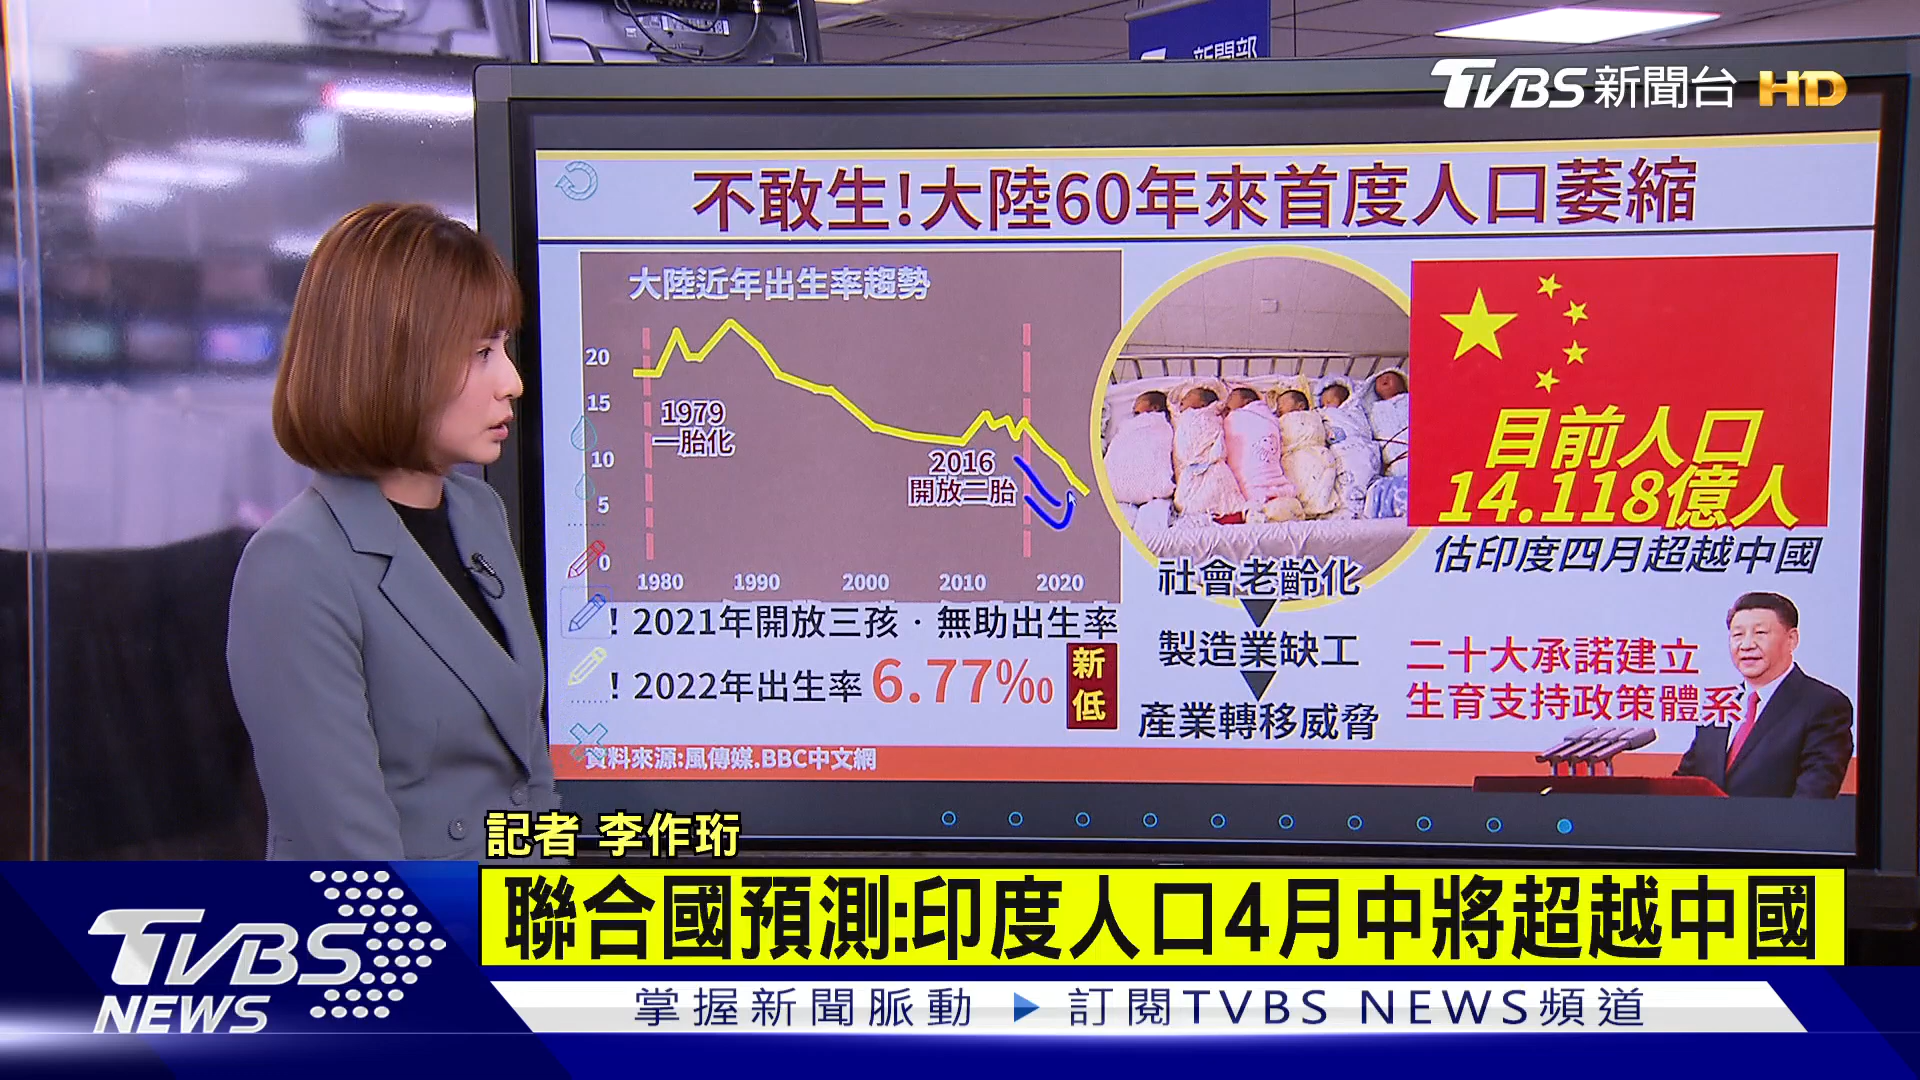 新聞部
TVBS新聞台 HD
不敢生!大陸60年來首度人口萎縮
大陸近年出生率趨勢
20
15
10
5
0
1979
一胎化
2016
開放二胎
1980 1990 2000 2010 2020
! 2021年開放三孩．無助出生率
! 2022年出生率 6.77‰ 新低
資料來源:風傳媒.BBC中文網
社會老齡化
製造業缺工
產業轉移威脅
目前人口
14.118億人
估印度四月超越中國
二十大承諾建立
生育支持政策體系
記者 李作珩
聯合國預測:印度人口4月中將超越中國
TVBS
NEWS
掌握新聞脈動 ▶ 訂閱TVBS NEWS頻道